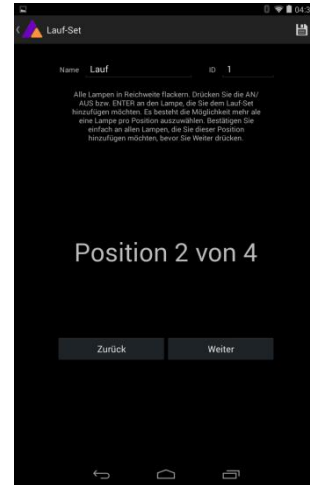 04:3
Lauf-Set
Name Lauf ID 1
Alle Lampen in Reichweite flackern. Drücken Sie die AN/
AUS bzw. ENTER an den Lampe, die Sie dem Lauf-Set
hinzufügen möchten. Es besteht die Möglichkeit mehr ale
eine Lampe pro Position auszuwählen. Bestätigen Sie
einfach an allen Lampen, die Sie dieser Position
hinzufügen möchten, bevor Sie Weiter drücken.
Position 2 von 4
Zurück Weiter